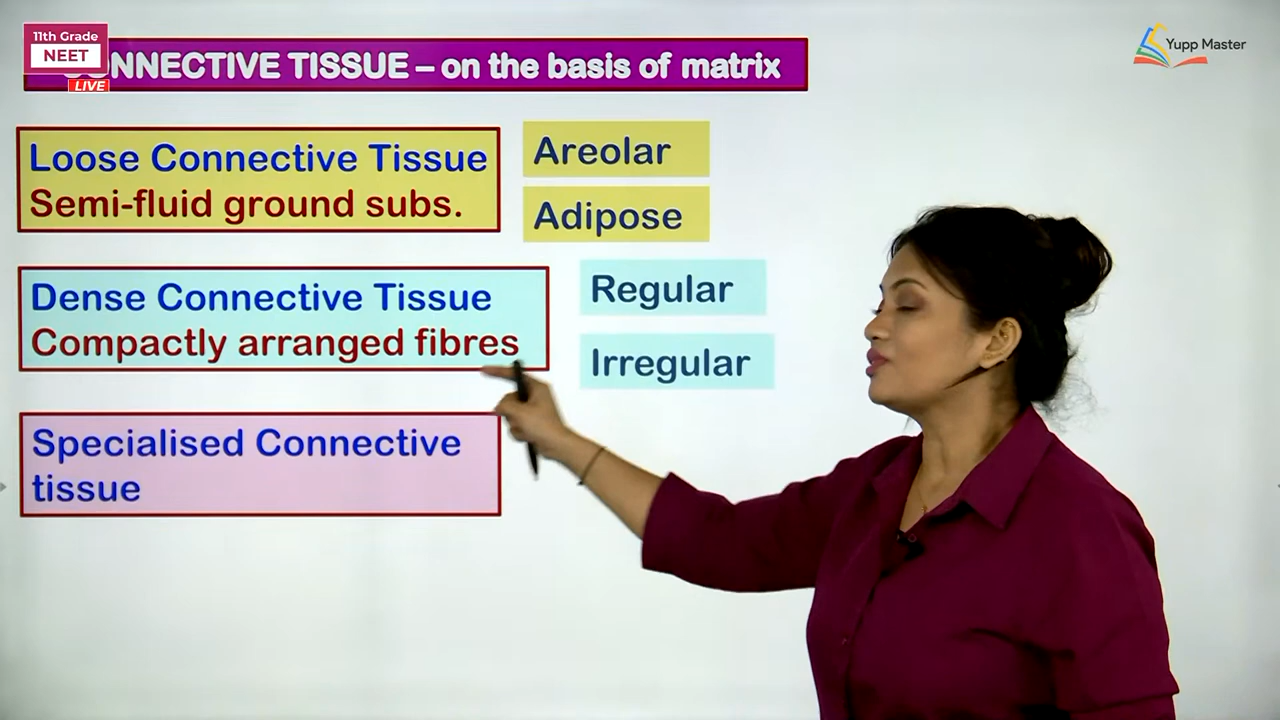 11th Grade
NEET
LIVE
Yupp Master
NNECTIVE TISSUE – on the basis of matrix
Loose Connective Tissue
Semi-fluid ground subs.
Areolar
Adipose
Dense Connective Tissue
Compactly arranged fibres
Regular
Irregular
Specialised Connective
tissue